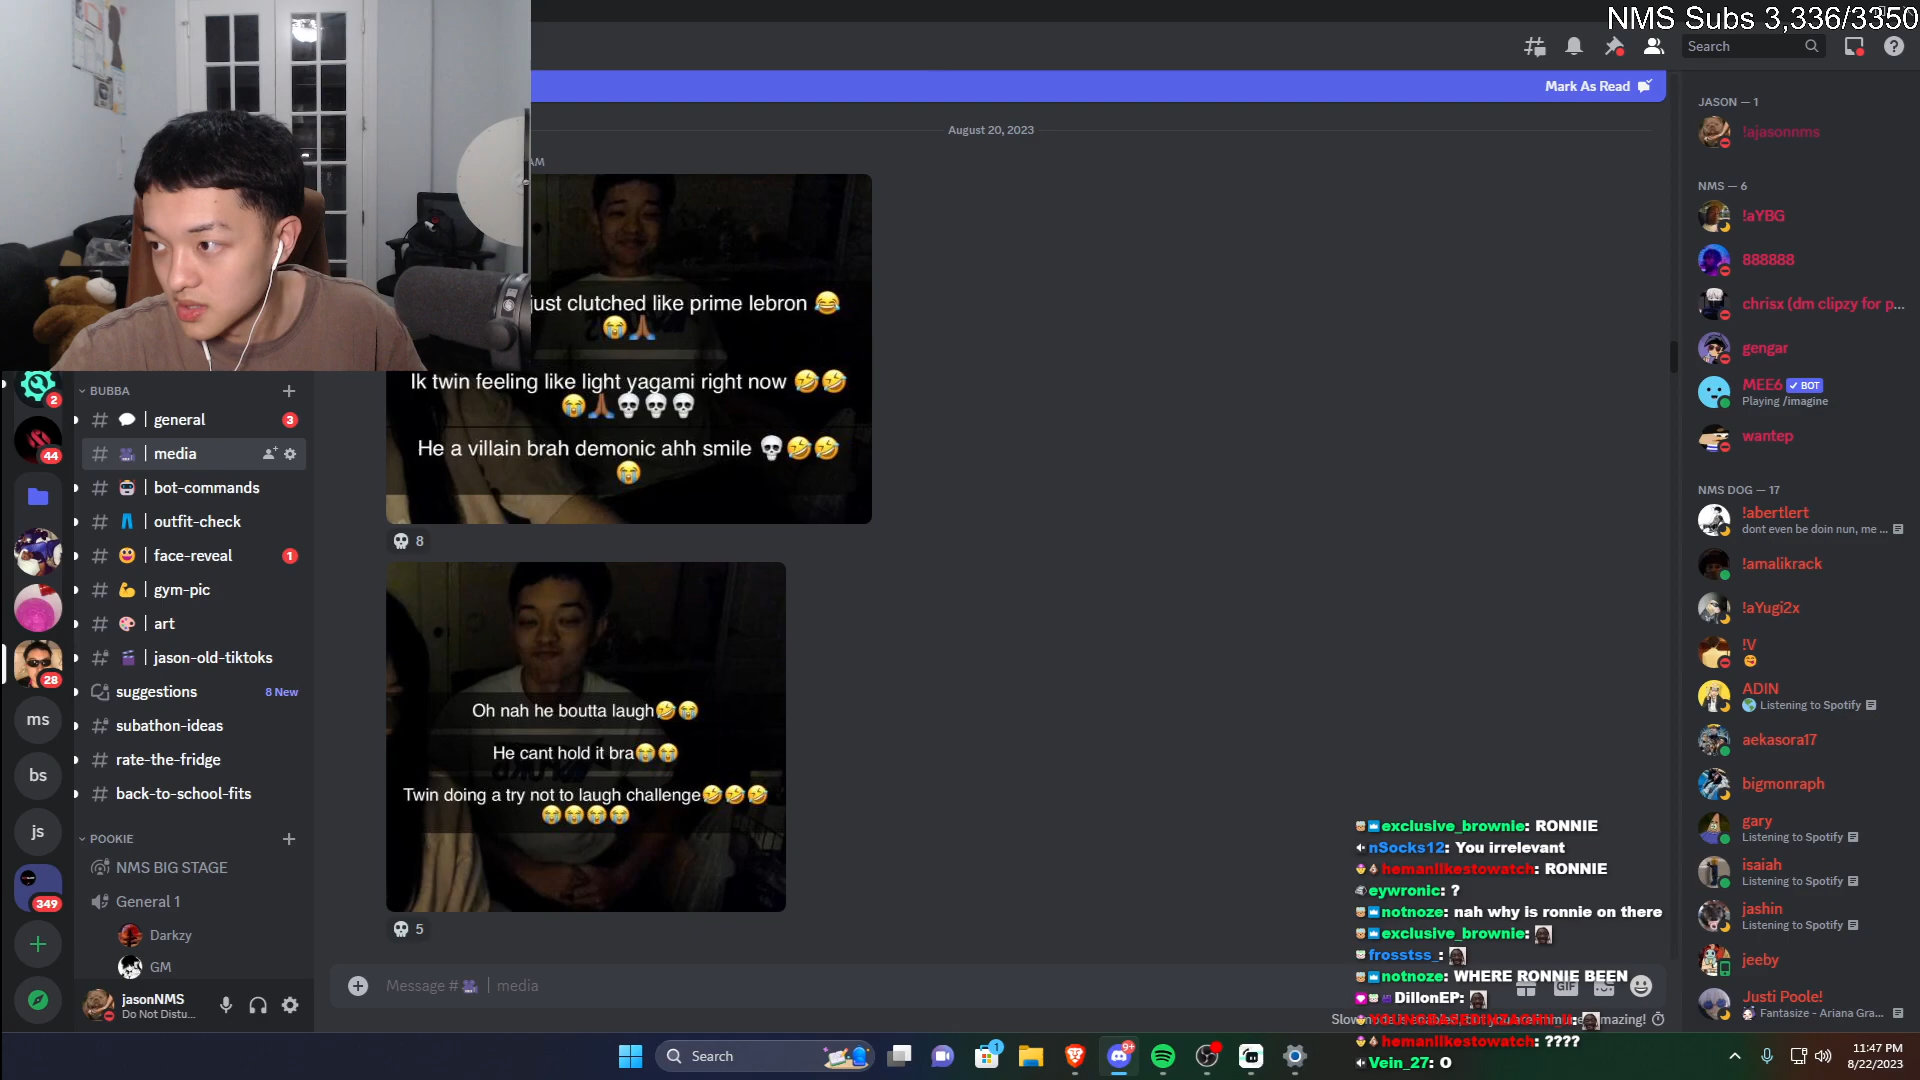 NMS Subs 3,336/3350
Search
Mark As Read
August 20, 2023
AM
just clutched like prime lebron 😂
😭🙏🏾
Ik twin feeling like light yagami right now 🤣🤣
😭🙏🏾💀💀💀
He a villain brah demonic ahh smile 💀🤣🤣
😭
8
Oh nah he boutta laugh🤣😭
He cant hold it bra😭😭
Twin doing a try not to laugh challenge🤣🤣🤣
😭😭😭😭
5
Message # | media
2
44
28
ms
bs
js
349
BUBBA
general
3
media
bot-commands
outfit-check
face-reveal
1
gym-pic
art
jason-old-tiktoks
suggestions
8 New
subathon-ideas
rate-the-fridge
back-to-school-fits
POOKIE
NMS BIG STAGE
General 1
Darkzy
GM
jasonNMS
Do Not Distu...
JASON — 1
!ajasonnms
NMS — 6
!aYBG
888888
chrisx (dm clipzy for p...
gengar
MEE6 ✓ BOT
Playing /imagine
wantep
NMS DOG — 17
!abertlert
dont even be doin nun, me ...
!amalikrack
!aYugi2x
!V
😋
ADIN
Listening to Spotify
aekasora17
bigmonraph
gary
Listening to Spotify
isaiah
Listening to Spotify
jashin
Listening to Spotify
jeeby
Justi Poole!
Fantasize - Ariana Gra...
exclusive_brownie: RONNIE
nSocks12: You irrelevant
hemanlikestowatch: RONNIE
eywronic: ?
notnoze: nah why is ronnie on there
exclusive_brownie:
frosstss_:
notnoze: WHERE RONNIE BEEN
DillonEP:
hemanlikestowatch: ????
Vein_27: O
GIF
Search
1
9+
11:47 PM
8/22/2023